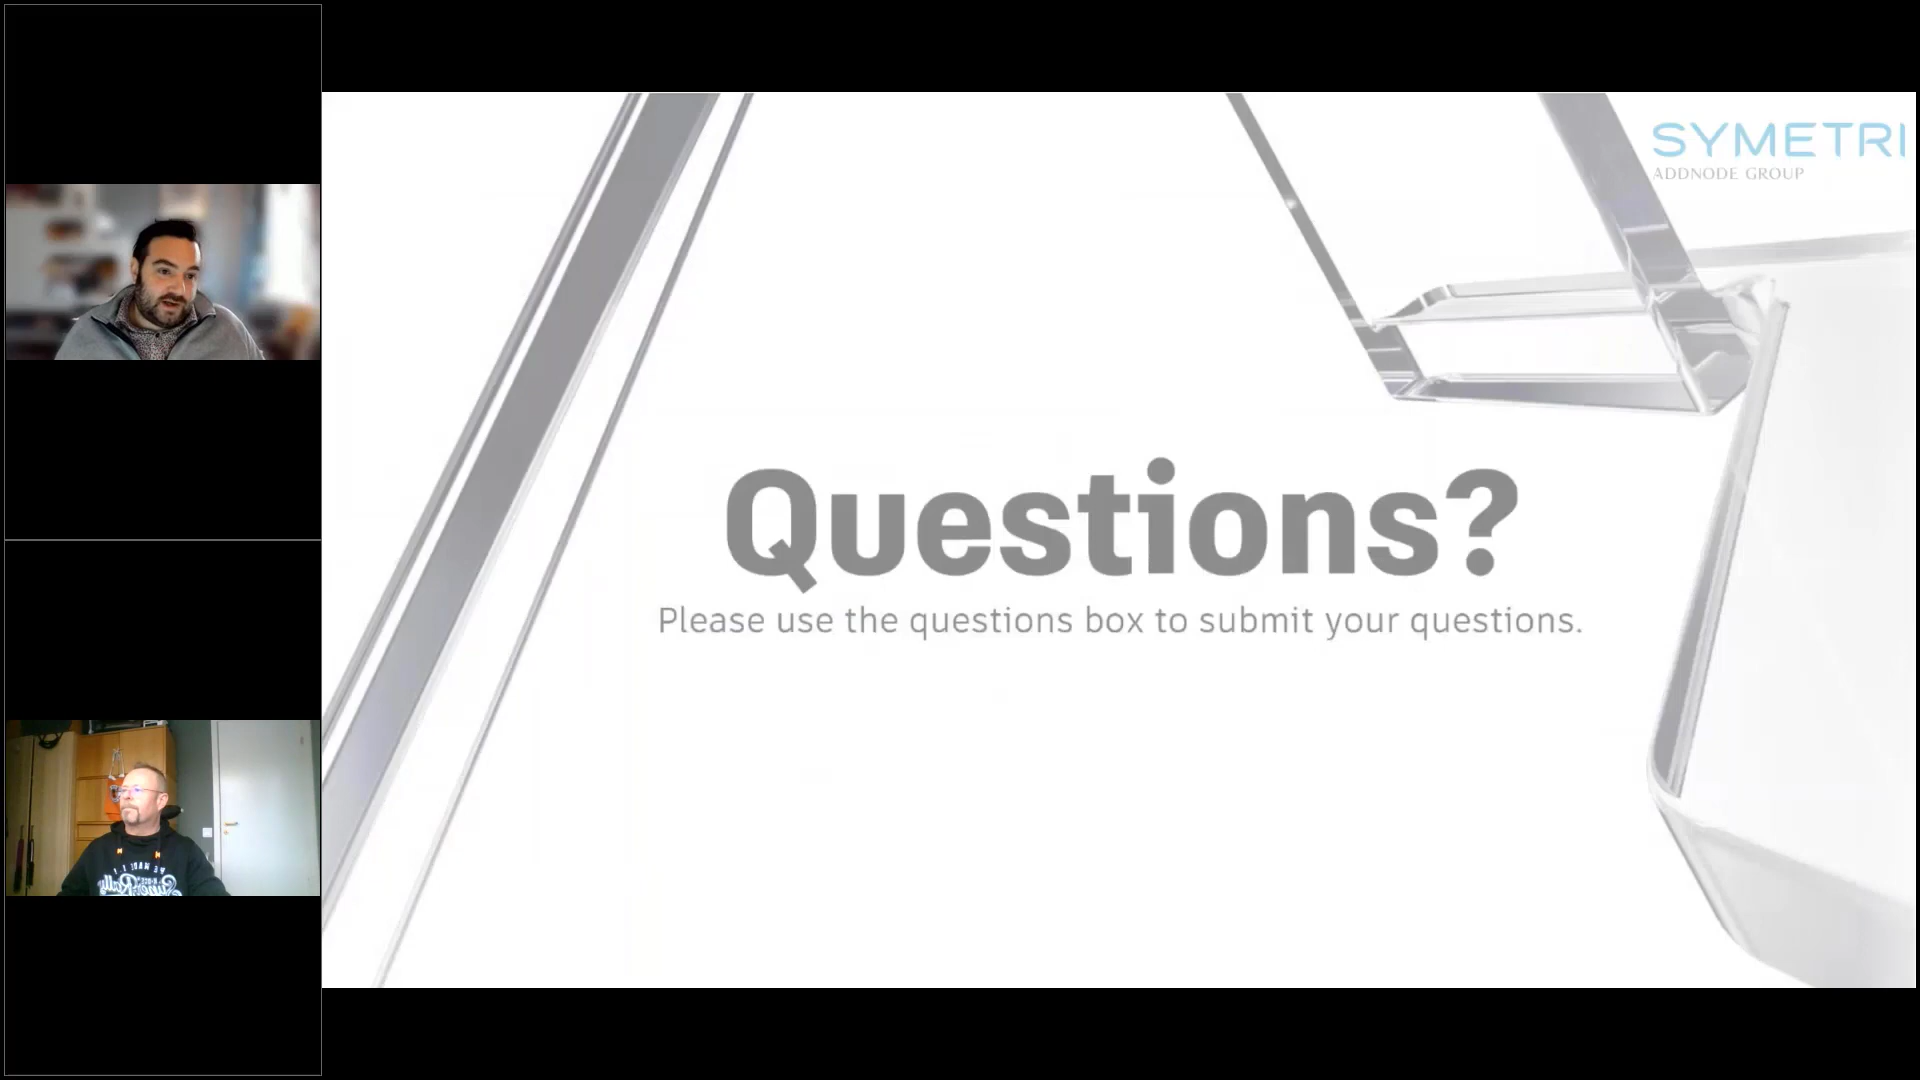 SYMETRI
ADDNODE GROUP
Questions?
Please use the questions box to submit your questions.